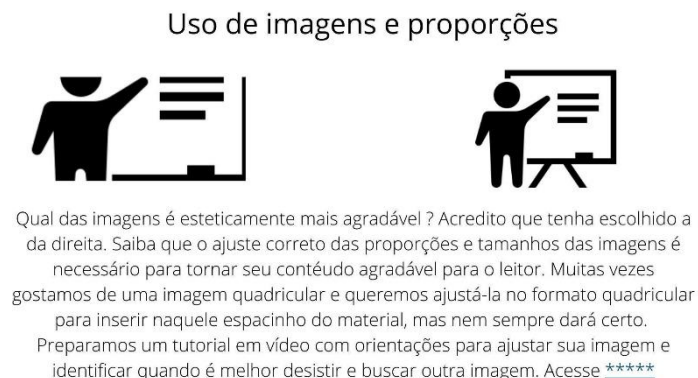 Uso de imagens e proporções
Qual das imagens é esteticamente mais agradável ? Acredito que tenha escolhido a
da direita. Saiba que o ajuste correto das proporções e tamanhos das imagens é
necessário para tornar seu contéudo agradável para o leitor. Muitas vezes
gostamos de uma imagem quadricular e queremos ajustá-la no formato quadricular
para inserir naquele espacinho do material, mas nem sempre dará certo.
Preparamos um tutorial em vídeo com orientações para ajustar sua imagem e
identificar quando é melhor desistir e buscar outra imagem. Acesse *****